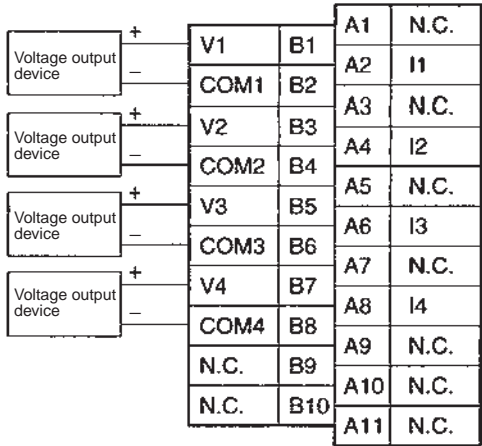 A1 N.C.
+ V1 B1
Voltage output
device
A2 I1
– COM1 B2
A3 N.C.
+ V2 B3
Voltage output
device
A4 I2
– COM2 B4
A5 N.C.
+ V3 B5
Voltage output
device
A6 I3
– COM3 B6
A7 N.C.
+ V4 B7
Voltage output
device
A8 I4
– COM4 B8
A9 N.C.
N.C. B9
A10 N.C.
N.C. B10
A11 N.C.